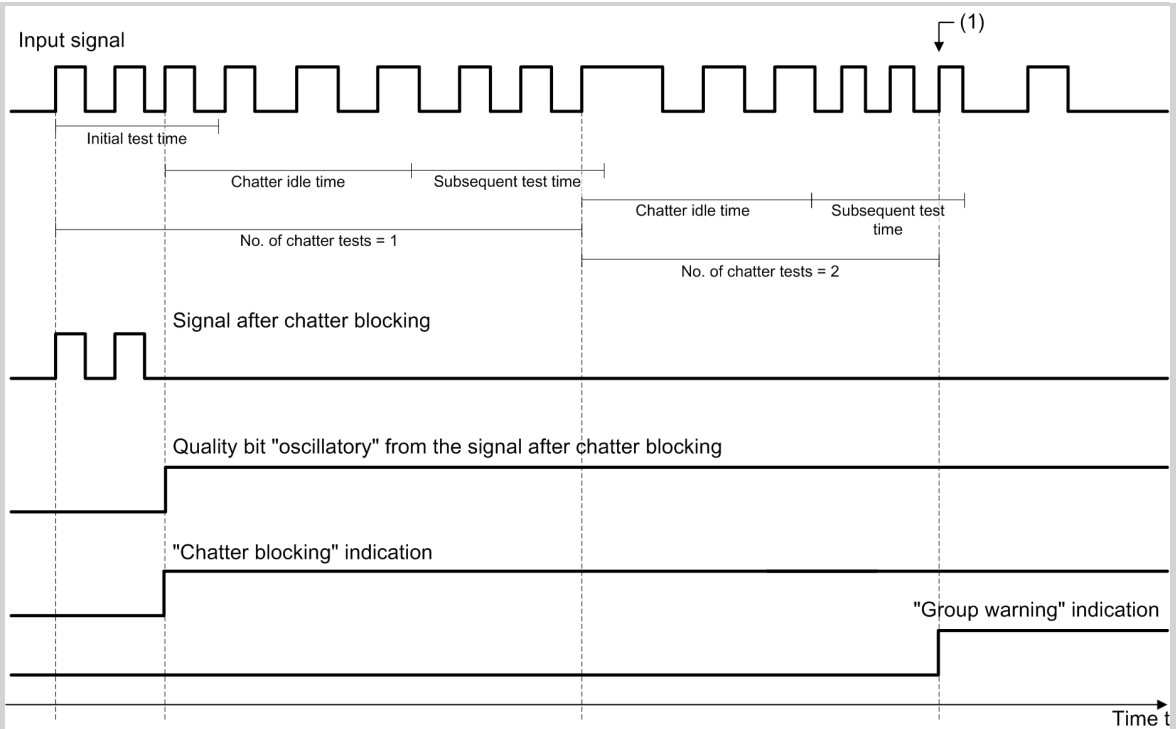 (1)
Input signal
Initial test time
Chatter idle time
Subsequent test time
Chatter idle time
Subsequent test
time
No. of chatter tests = 1
No. of chatter tests = 2
Signal after chatter blocking
Quality bit "oscillatory" from the signal after chatter blocking
"Chatter blocking" indication
"Group warning" indication
Time t